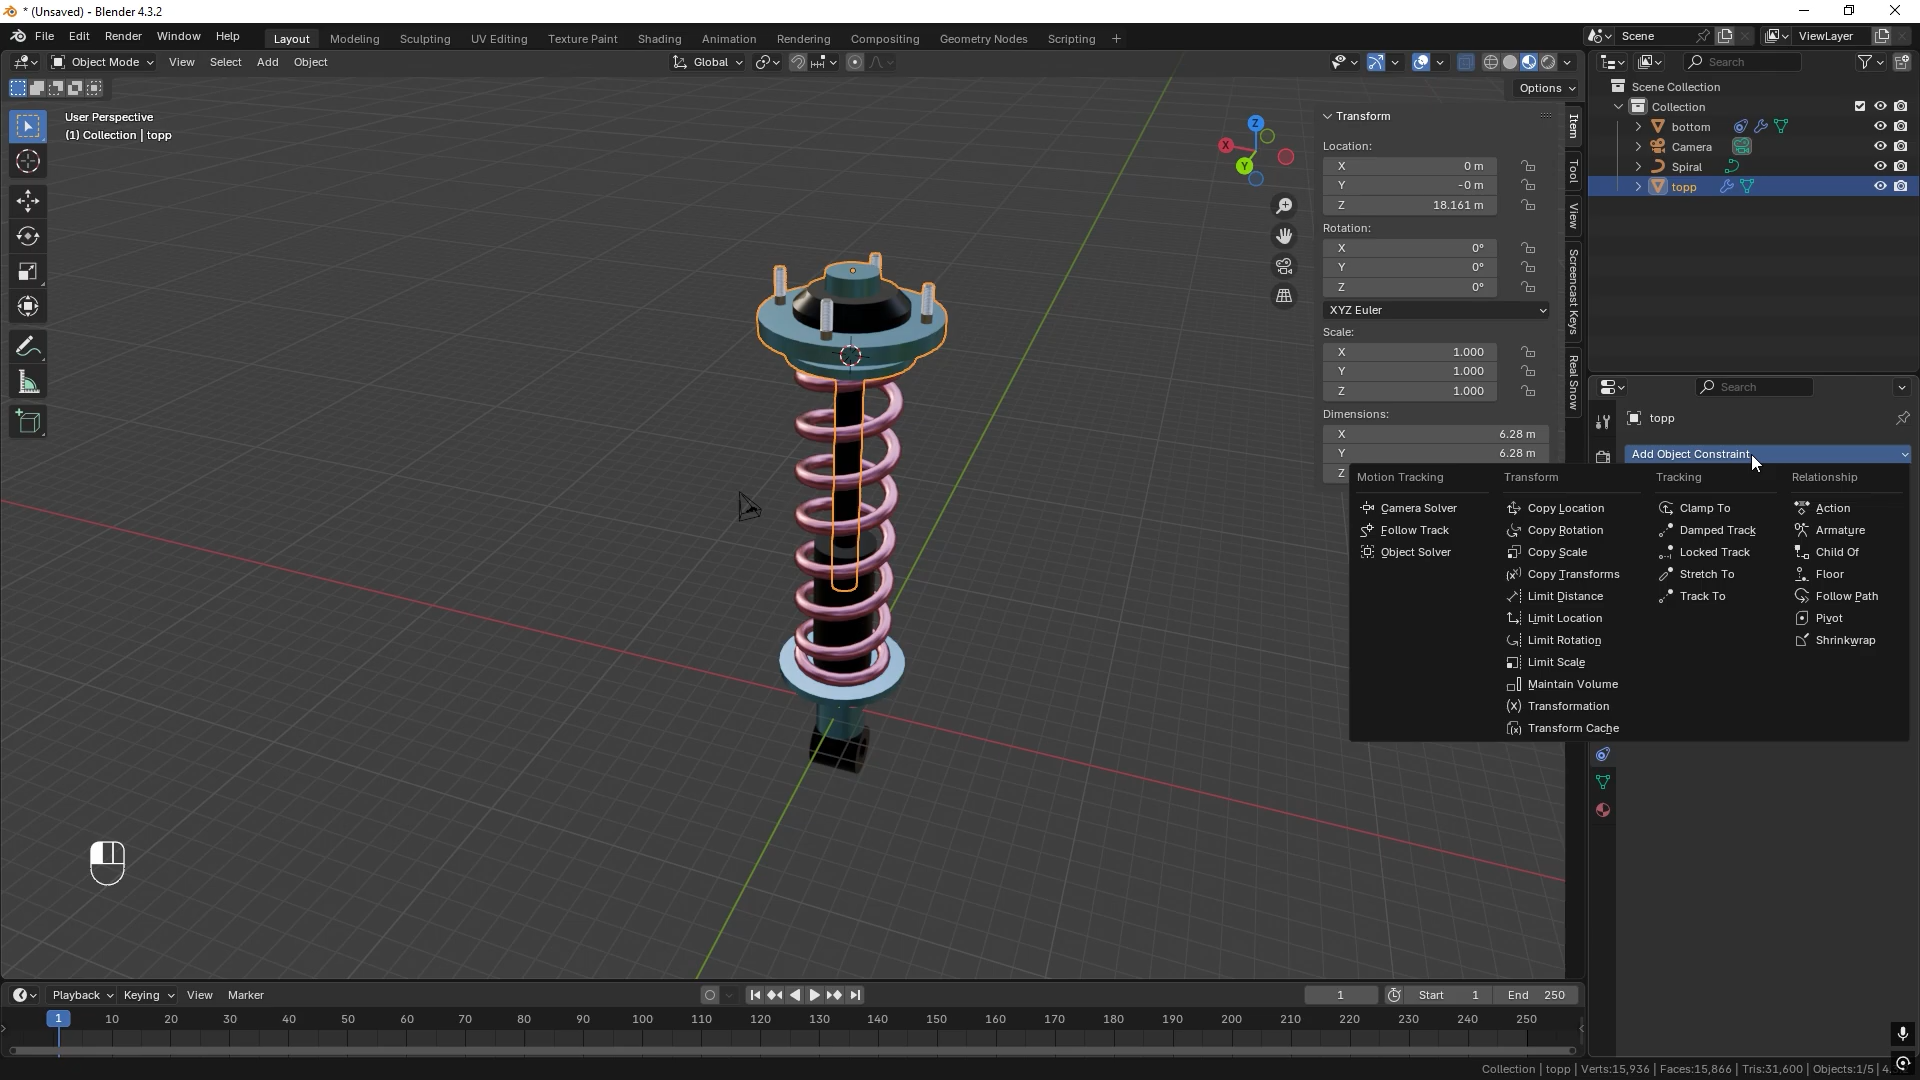 * (Unsaved) - Blender 4.3.2
File Edit Render Window Help
Layout Modeling Sculpting UV Editing Texture Paint Shading Animation Rendering Compositing Geometry Nodes Scripting +
Scene
ViewLayer
Object Mode View Select Add Object
Global
Search
Options
User Perspective
(1) Collection | topp
Z
X
Y
Transform
Location:
X 0 m
Y -0 m
Z 18.161 m
Rotation:
X 0°
Y 0°
Z 0°
XYZ Euler
Scale:
X 1.000
Y 1.000
Z 1.000
Dimensions:
X 6.28 m
Y 6.28 m
Z
Item
Tool
View
Screencast Keys
Real Snow
Scene Collection
Collection
bottom
Camera
Spiral
topp
Search
topp
Add Object Constraint
Motion Tracking
Camera Solver
Follow Track
Object Solver
Transform
Copy Location
Copy Rotation
Copy Scale
Copy Transforms
Limit Distance
Limit Location
Limit Rotation
Limit Scale
Maintain Volume
Transformation
Transform Cache
Tracking
Clamp To
Damped Track
Locked Track
Stretch To
Track To
Relationship
Action
Armature
Child Of
Floor
Follow Path
Pivot
Shrinkwrap
Playback Keying View Marker
1
Start 1
End 250
1 10 20 30 40 50 60 70 80 90 100 110 120 130 140 150 160 170 180 190 200 210 220 230 240 250
Collection | topp | Verts:15,936 | Faces:15,866 | Tris:31,600 | Objects:1/5 | 4.